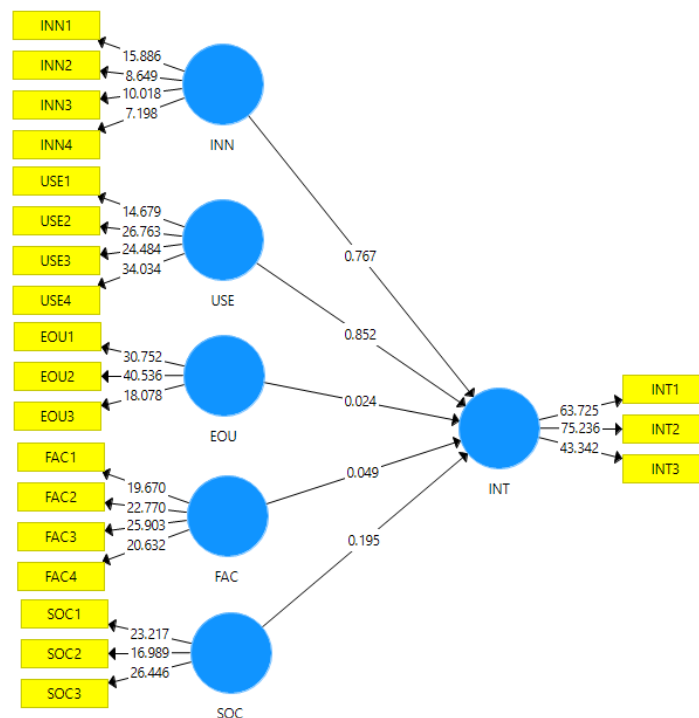 INN1
INN2
INN3
INN4
15.886
8.649
10.018
7.198
INN
USE1
USE2
USE3
USE4
14.679
26.763
24.484
34.034
USE
EOU1
EOU2
EOU3
30.752
40.536
18.078
EOU
FAC1
FAC2
FAC3
FAC4
19.670
22.770
25.903
20.632
FAC
SOC1
SOC2
SOC3
23.217
16.989
26.446
SOC
0.767
0.852
0.024
0.049
0.195
INT
63.725
75.236
43.342
INT1
INT2
INT3